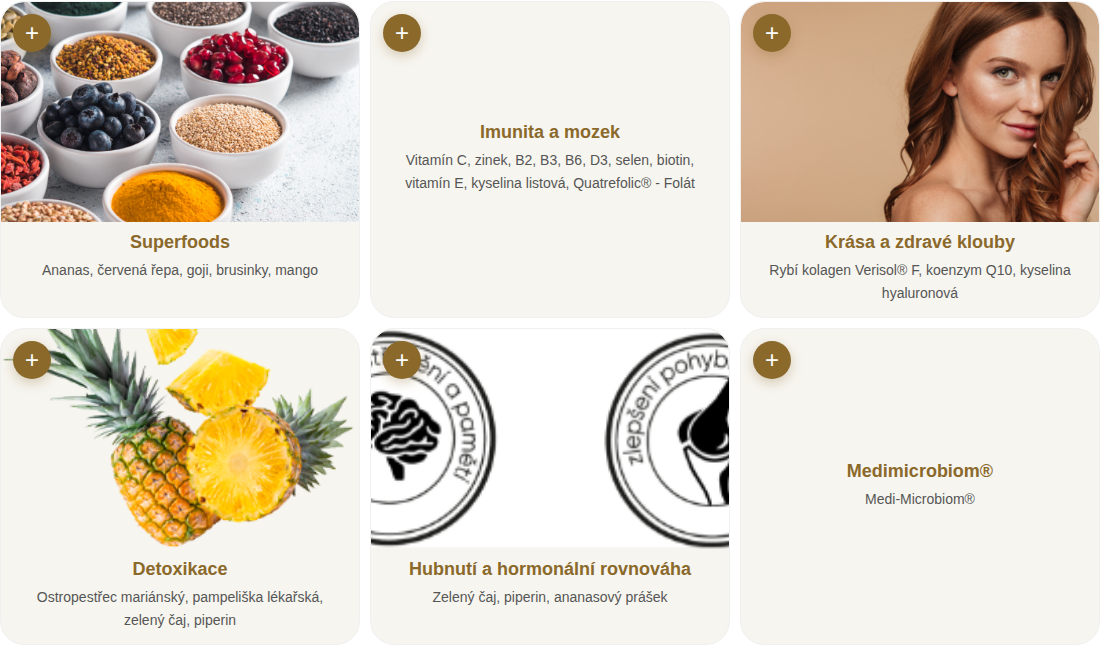 +
+
+
Imunita a mozek
Vitamín C, zinek, B2, B3, B6, D3, selen, biotin,
vitamín E, kyselina listová, Quatrefolic® - Folát
Superfoods
Ananas, červená řepa, goji, brusinky, mango
Krása a zdravé klouby
Rybí kolagen Verisol® F, koenzym Q10, kyselina
hyaluronová
+
+
+
ění a paměti
zlepšení pohyb
Medimicrobiom®
Medi-Microbiom®
Detoxikace
Ostropestřec mariánský, pampeliška lékařská,
zelený čaj, piperin
Hubnutí a hormonální rovnováha
Zelený čaj, piperin, ananasový prášek